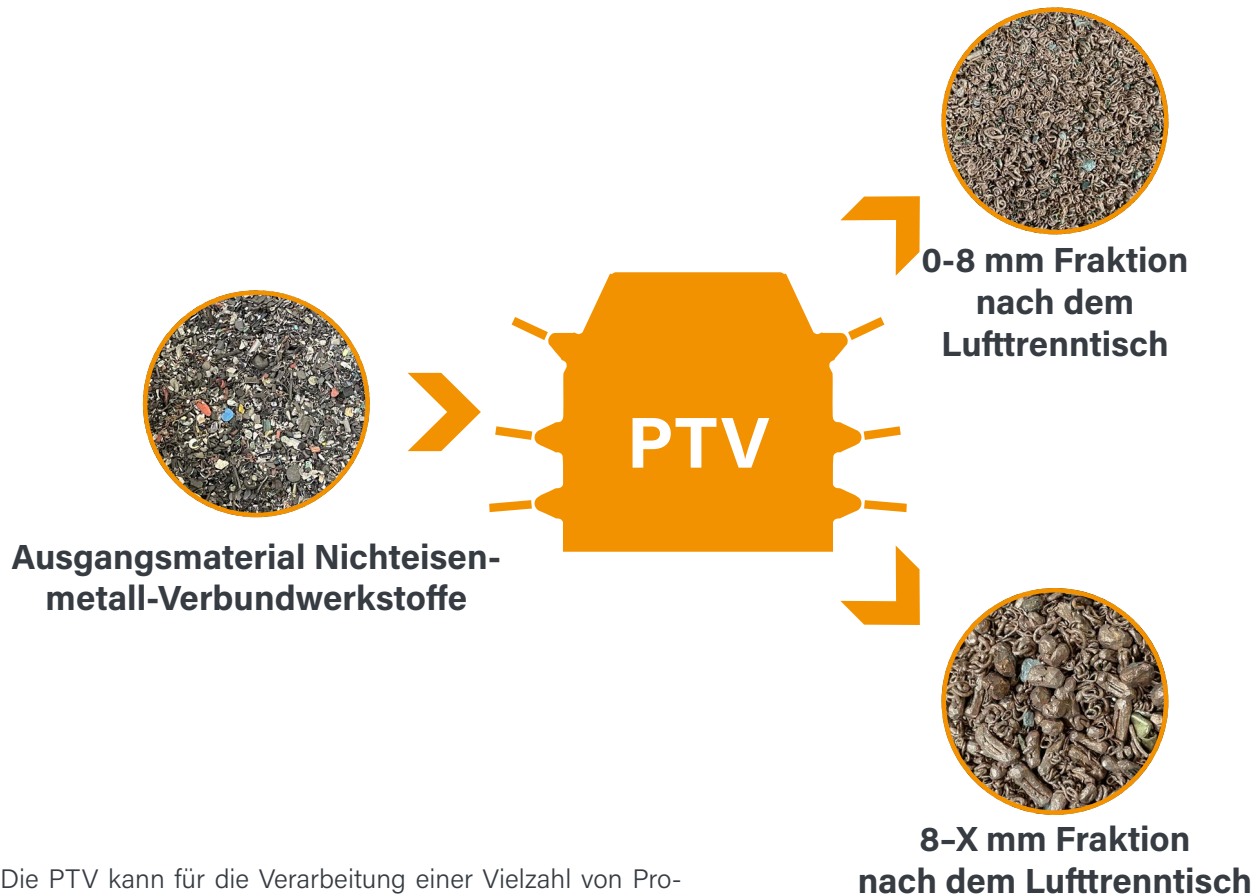 0-8 mm Fraktion
nach dem
Lufttrenntisch
PTV
Ausgangsmaterial Nichteisen-
metall-Verbundwerkstoffe
8–X mm Fraktion
nach dem Lufttrenntisch
Die PTV kann für die Verarbeitung einer Vielzahl von Pro-